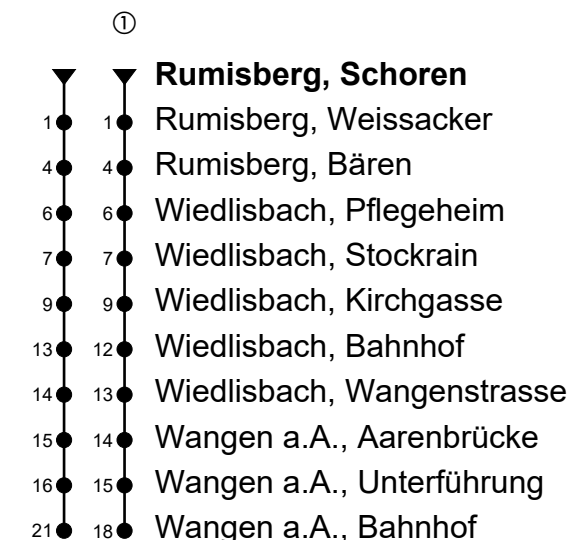 ①
Rumisberg, Schoren
1 1 Rumisberg, Weissacker
4 4 Rumisberg, Bären
6 6 Wiedlisbach, Pflegeheim
7 7 Wiedlisbach, Stockrain
9 9 Wiedlisbach, Kirchgasse
13 12 Wiedlisbach, Bahnhof
14 13 Wiedlisbach, Wangenstrasse
15 14 Wangen a.A., Aarenbrücke
16 15 Wangen a.A., Unterführung
21 18 Wangen a.A., Bahnhof